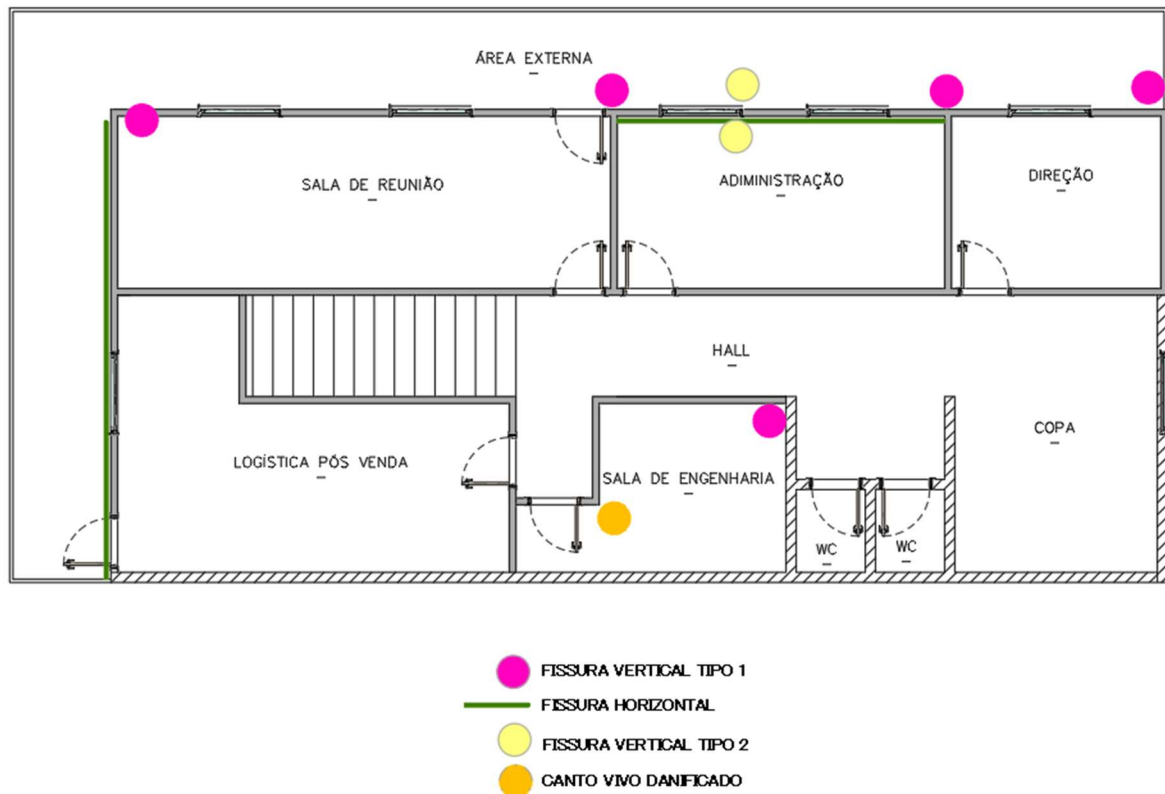 ÁREA EXTERNA
SALA DE REUNIÃO
ADIMINISTRAÇÃO
DIREÇÃO
HALL
COPA
LOGÍSTICA PÓS VENDA
SALA DE ENGENHARIA
WC
WC
FISSURA VERTICAL TIPO 1
FISSURA HORIZONTAL
FISSURA VERTICAL TIPO 2
CANTO VIVO DANIFICADO